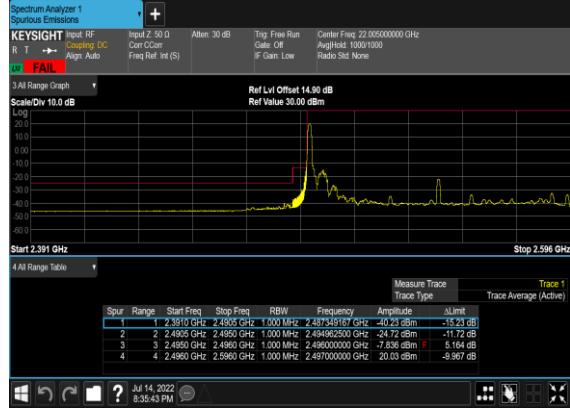 Spectrum Analyzer 1
Spurious Emissions
+
KEYSIGHT Input: RF Input Z: 50 Ω Atten: 30 dB Trig: Free Run Center Freq: 22.005000000 GHz
R T Coupling: DC Corr CCorr Gate: Off Avg|Hold: 1000/1000
Align: Auto Freq Ref: Int (S) IF Gain: Low Radio Std: None
LV FAIL
3 All Range Graph Ref Lvl Offset 14.90 dB
Scale/Div 10.0 dB Ref Value 30.00 dBm
Log
20.0
10.0
0.00
-10.0
-20.0
-30.0
-40.0
-50.0
-60.0
Start 2.391 GHz Stop 2.596 GHz
4 All Range Table
Measure Trace Trace 1
Trace Type Trace Average (Active)
Spur Range Start Freq Stop Freq RBW Frequency Amplitude ΔLimit
1 1 2.3910 GHz 2.4905 GHz 1.000 MHz 2.487349167 GHz -40.23 dBm -15.23 dB
2 2 2.4905 GHz 2.4950 GHz 1.000 MHz 2.494962500 GHz -24.72 dBm -11.72 dB
3 3 2.4950 GHz 2.4960 GHz 1.000 MHz 2.496000000 GHz -7.836 dBm F 5.164 dB
4 4 2.4960 GHz 2.5960 GHz 1.000 MHz 2.497000000 GHz 20.03 dBm -9.967 dB
? Jul 14, 2022
8:35:43 PM